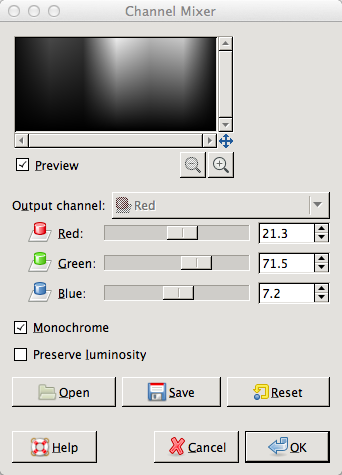 Channel Mixer
Preview
Output channel: Red
Red: 21.3
Green: 71.5
Blue: 7.2
Monochrome
Preserve luminosity
Open Save Reset
Help Cancel OK